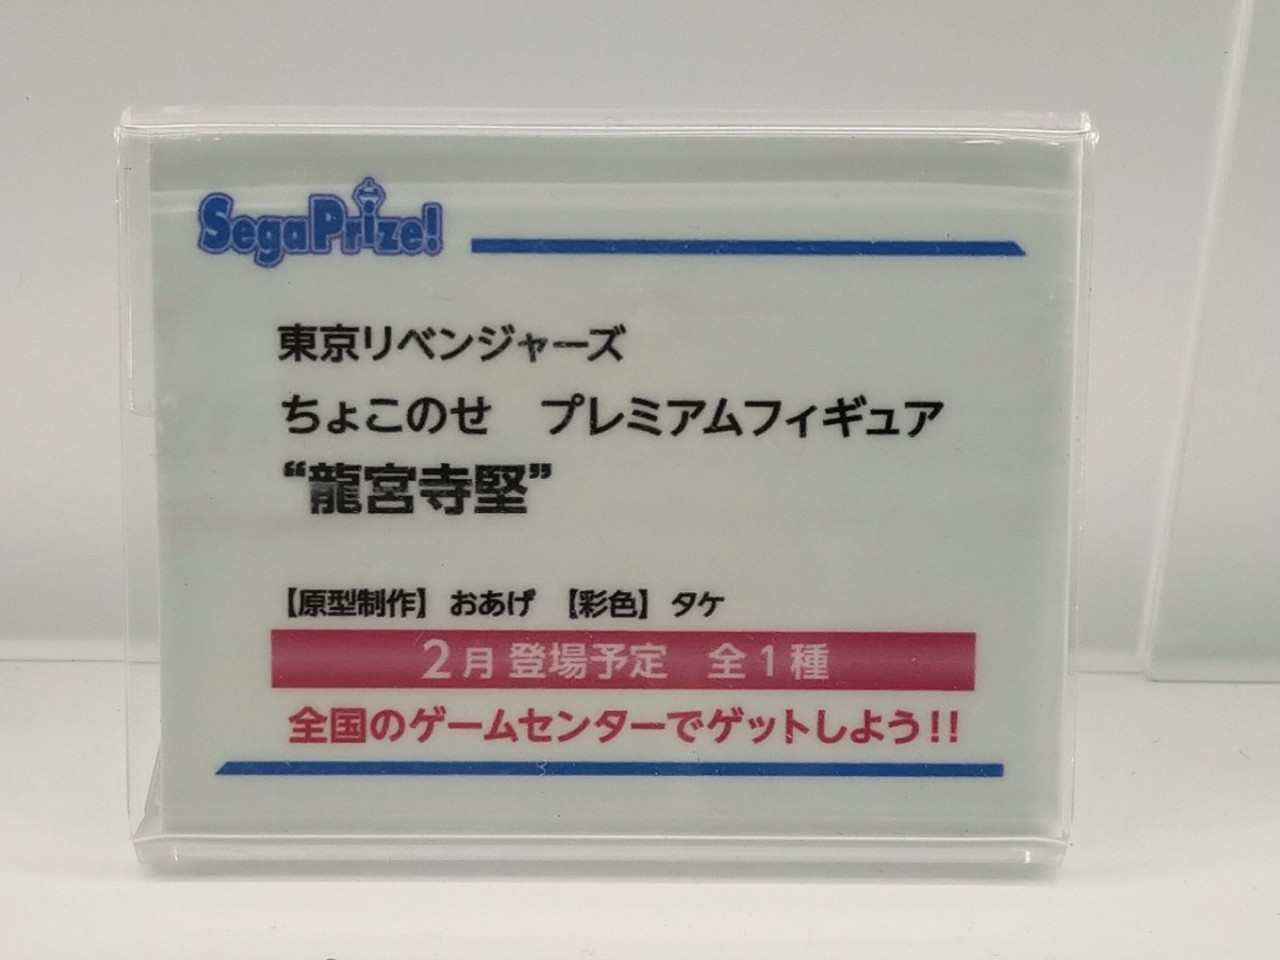 SegaPrize!
東京リベンジャーズ
ちょこのせ　プレミアムフィギュア
“龍宮寺堅”
【原型制作】おあげ　【彩色】タケ
2月登場予定　全1種
全国のゲームセンターでゲットしよう!!